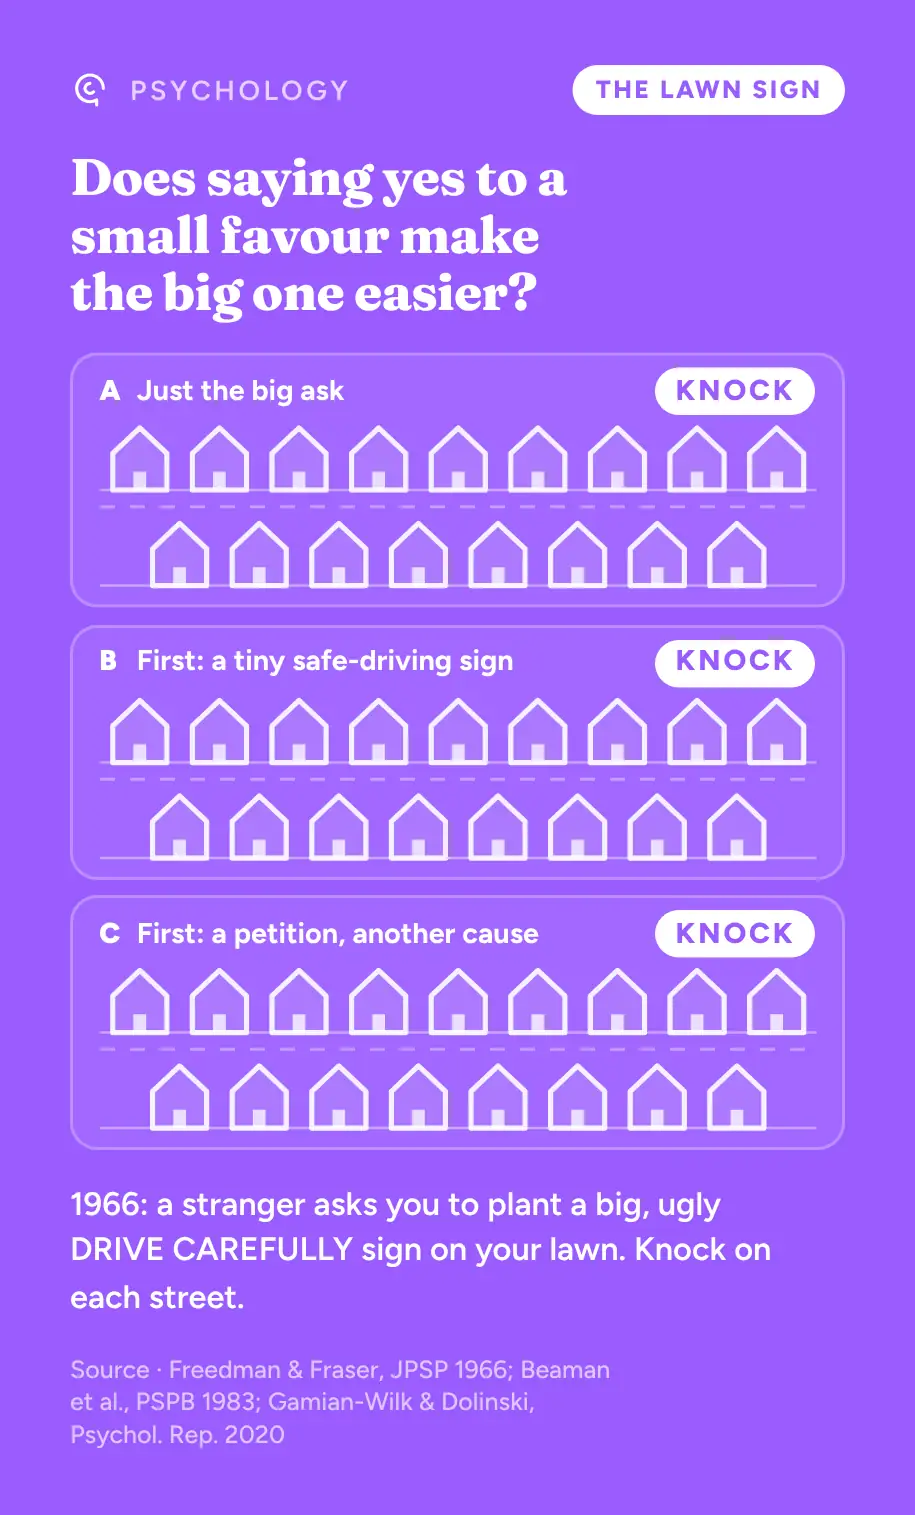 PSYCHOLOGY
THE LAWN SIGN
Does saying yes to a
small favour make
the big one easier?
A Just the big ask
KNOCK
B First: a tiny safe-driving sign
KNOCK
C First: a petition, another cause
KNOCK
1966: a stranger asks you to plant a big, ugly
DRIVE CAREFULLY sign on your lawn. Knock on
each street.
Source · Freedman & Fraser, JPSP 1966; Beaman
et al., PSPB 1983; Gamian-Wilk & Dolinski,
Psychol. Rep. 2020